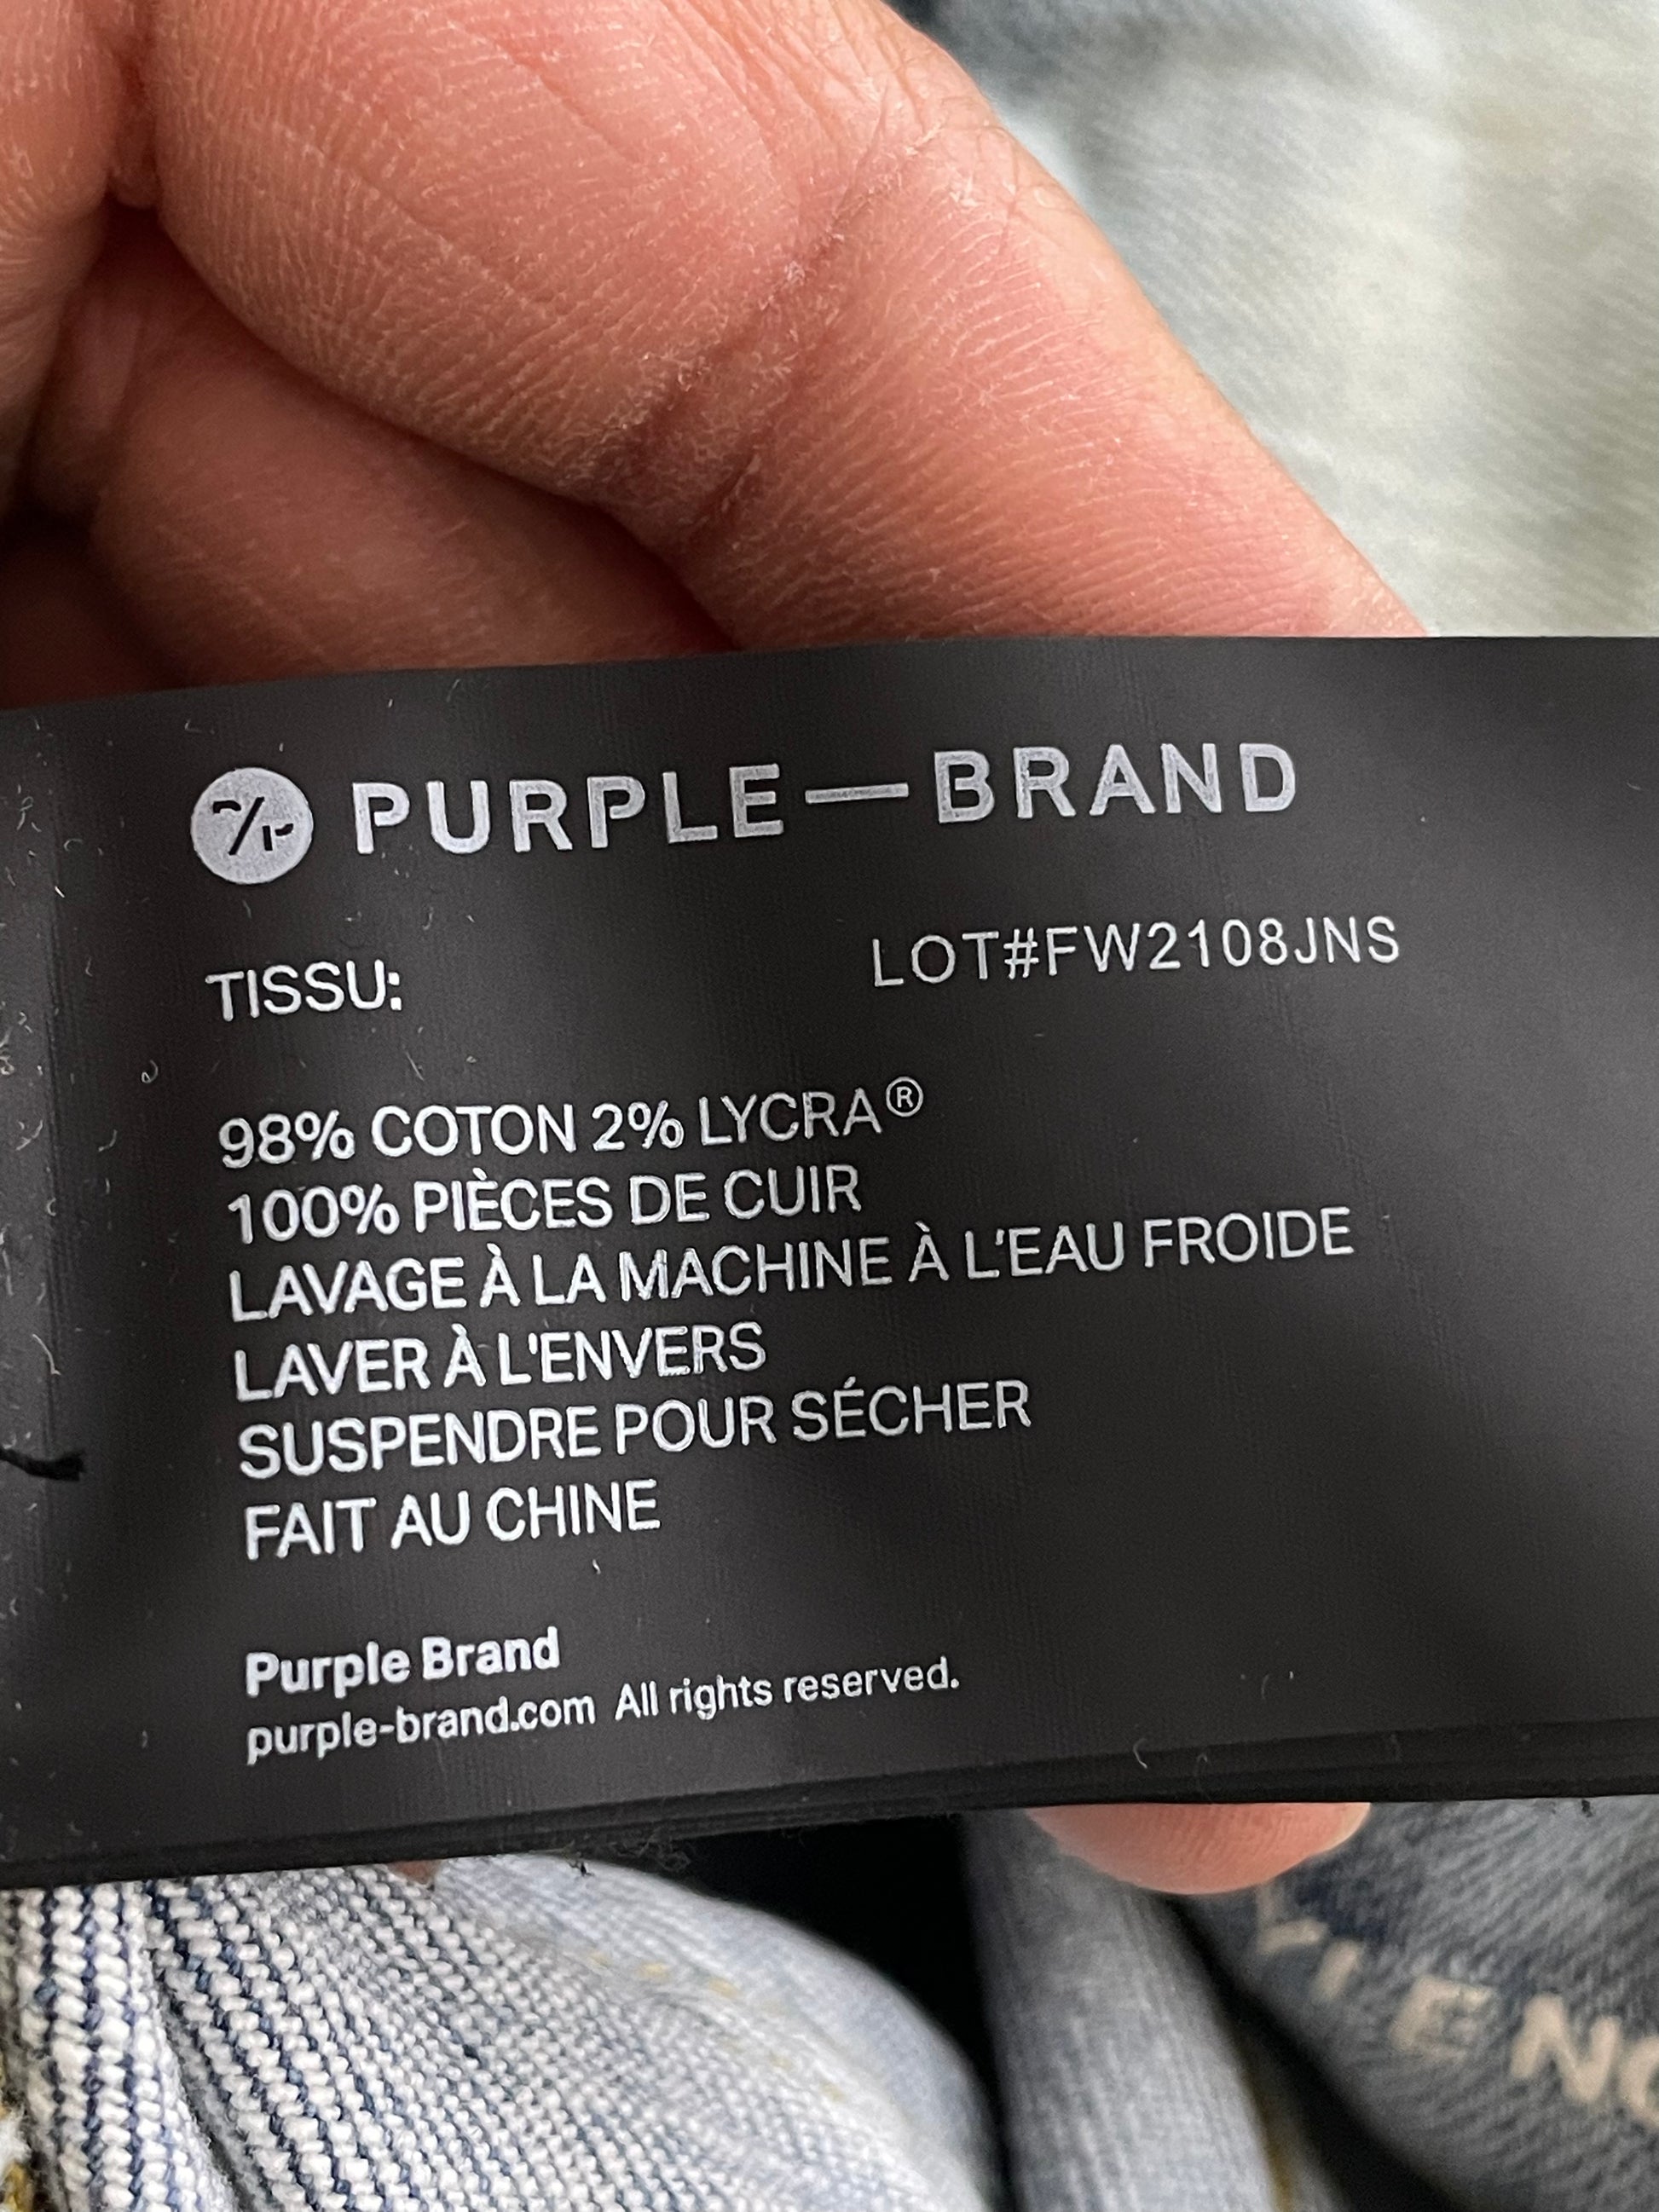 PURPLE—BRAND
TISSU:
LOT#FW2108JNS
98% COTON 2% LYCRA®
100% PIÈCES DE CUIR
LAVAGE À LA MACHINE À L'EAU FROIDE
LAVER À L'ENVERS
SUSPENDRE POUR SÉCHER
FAIT AU CHINE
Purple Brand
purple-brand.com All rights reserved.